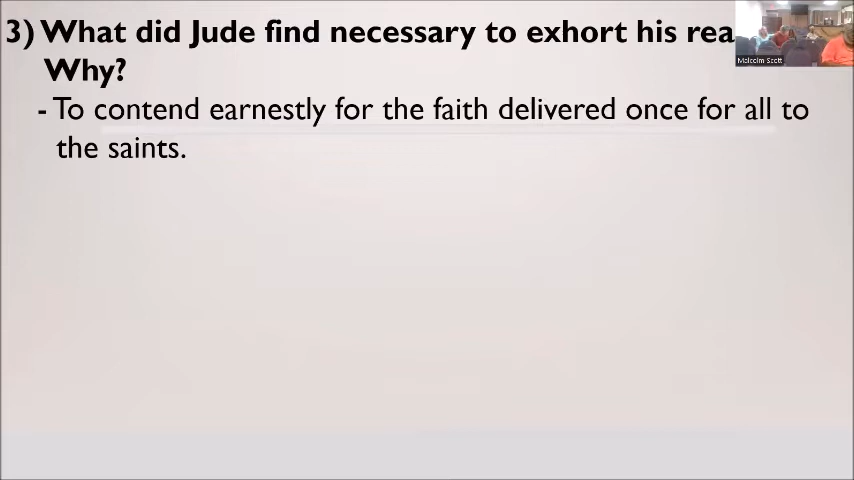 3) What did Jude find necessary to exhort his
Why?
- To contend earnestly for the faith delivered once for all to
the saints.
Malcolm Scott